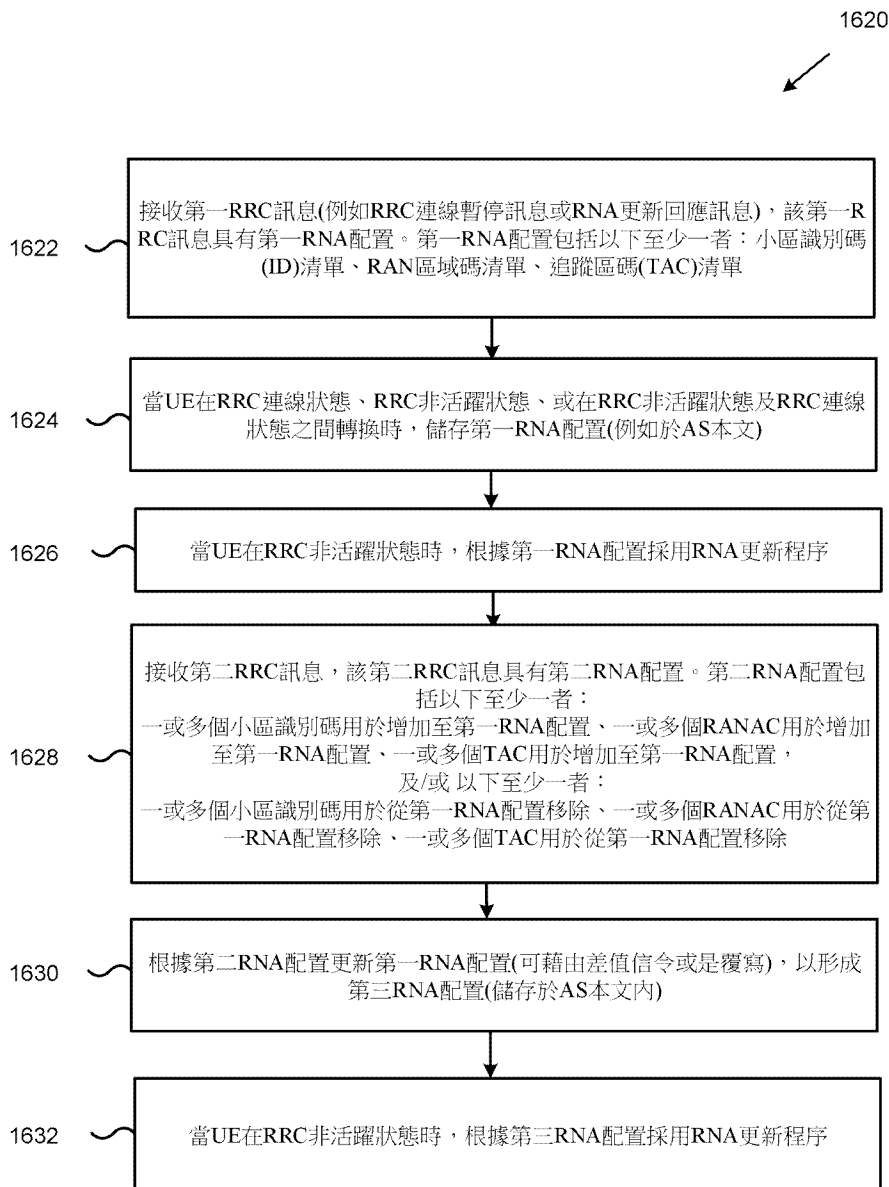 1620
1622
接收第一RRC訊息(例如RRC連線暫停訊息或RNA更新回應訊息)，該第一R
RC訊息具有第一RNA配置。第一RNA配置包括以下至少一者：小區識別碼
(ID)清單、RAN區域碼清單、追蹤區碼(TAC)清單
1624
當UE在RRC連線狀態、RRC非活躍狀態、或在RRC非活躍狀態及RRC連線
狀態之間轉換時，儲存第一RNA配置(例如於AS本文)
1626
當UE在RRC非活躍狀態時，根據第一RNA配置採用RNA更新程序
1628
接收第二RRC訊息，該第二RRC訊息具有第二RNA配置。第二RNA配置包
括以下至少一者：
一或多個小區識別碼用於增加至第一RNA配置、一或多個RANAC用於增加
至第一RNA配置、一或多個TAC用於增加至第一RNA配置，
及/或 以下至少一者：
一或多個小區識別碼用於從第一RNA配置移除、一或多個RANAC用於從第
一RNA配置移除、一或多個TAC用於從第一RNA配置移除
1630
根據第二RNA配置更新第一RNA配置(可藉由差值信令或是覆寫)，以形成
第三RNA配置(儲存於AS本文內)
1632
當UE在RRC非活躍狀態時，根據第三RNA配置採用RNA更新程序